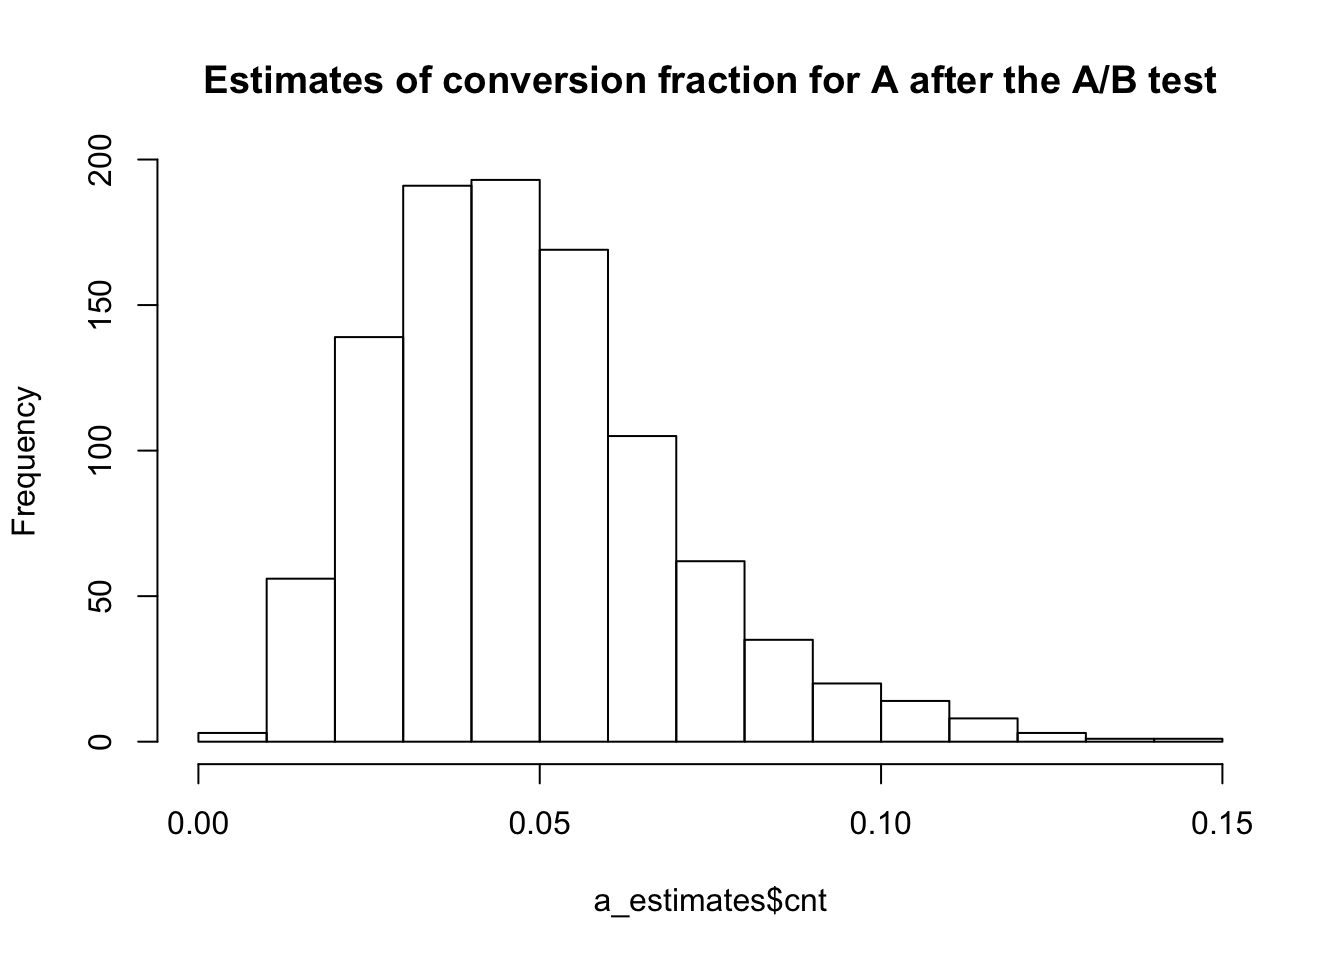 Estimates of conversion fraction for A after the A/B test
200
150
100
50
0
Frequency
0.00 0.05 0.10 0.15
a_estimates$cnt